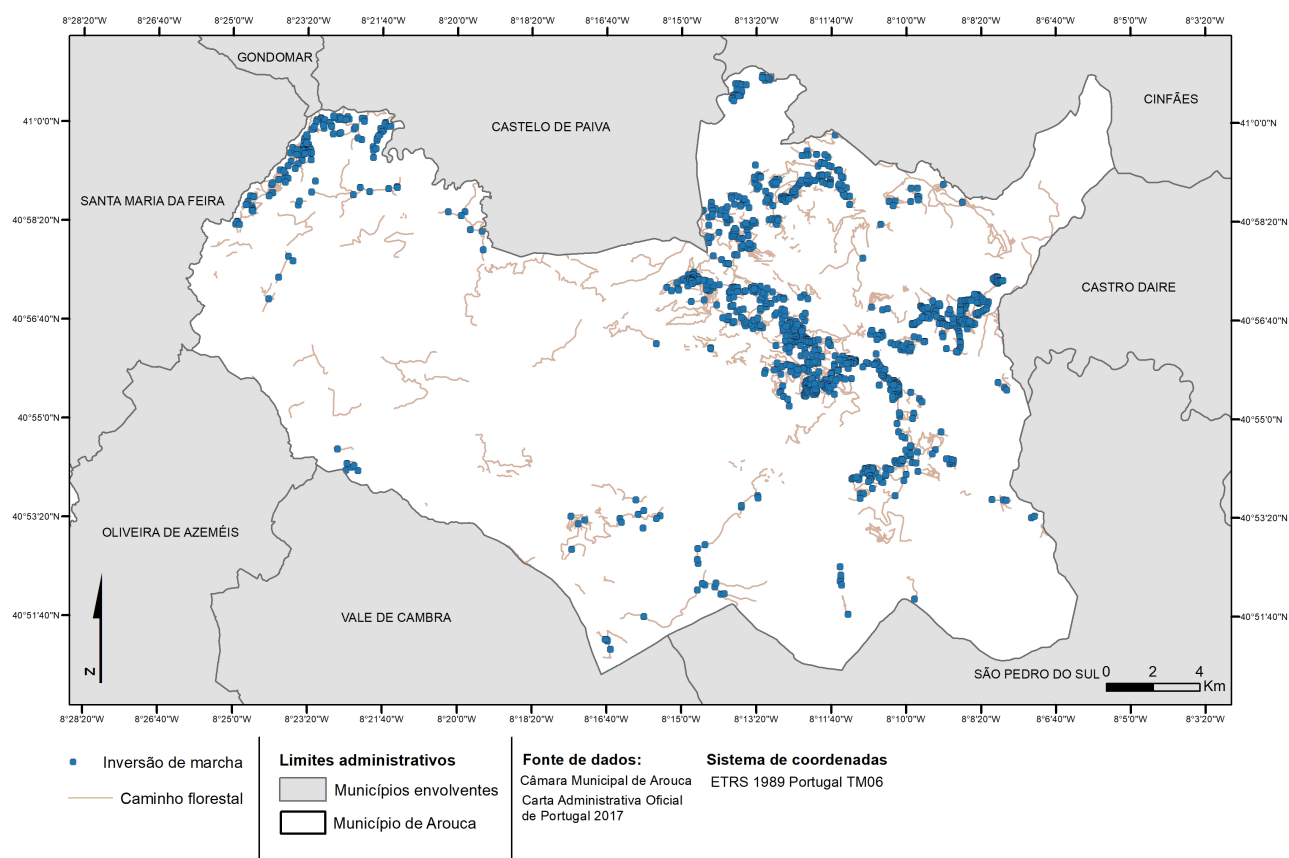 8°28'20"W 8°26'40"W 8°25'0"W 8°23'20"W 8°21'40"W 8°20'0"W 8°18'20"W 8°16'40"W 8°15'0"W 8°13'20"W 8°11'40"W 8°10'0"W 8°8'20"W 8°6'40"W 8°5'0"W 8°3'20"W
GONDOMAR
CINFÃES
41°0'0"N 41°0'0"N
CASTELO DE PAIVA
SANTA MARIA DA FEIRA
40°58'20"N 40°58'20"N
CASTRO DAIRE
40°56'40"N 40°56'40"N
40°55'0"N 40°55'0"N
40°53'20"N 40°53'20"N
OLIVEIRA DE AZEMÉIS
40°51'40"N 40°51'40"N
VALE DE CAMBRA
N
SÃO PEDRO DO SUL
0 2 4
Km
8°28'20"W 8°26'40"W 8°25'0"W 8°23'20"W 8°21'40"W 8°20'0"W 8°18'20"W 8°16'40"W 8°15'0"W 8°13'20"W 8°11'40"W 8°10'0"W 8°8'20"W 8°6'40"W 8°5'0"W 8°3'20"W
Inversão de marcha
Caminho florestal
Limites administrativos
Municípios envolventes
Município de Arouca
Fonte de dados:
Câmara Municipal de Arouca
Carta Administrativa Oficial
de Portugal 2017
Sistema de coordenadas
ETRS 1989 Portugal TM06